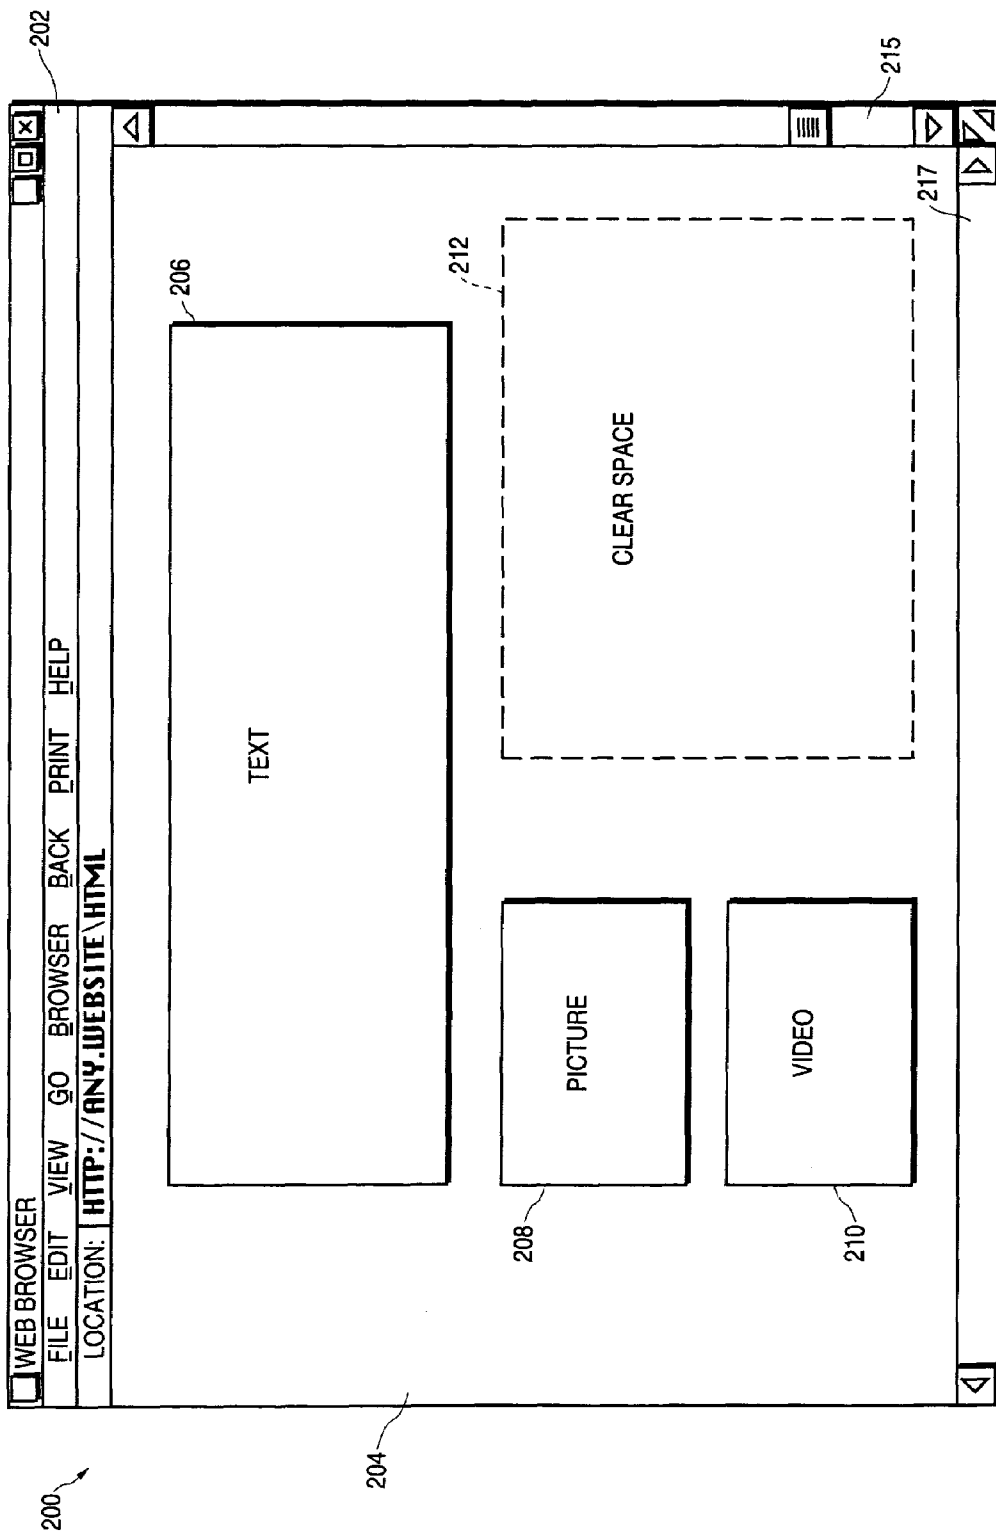 200
202
WEB BROWSER
FILE EDIT VIEW GO BROWSER BACK PRINT HELP
LOCATION: HTTP://ANY.WEBSITE\HTML
204
206
TEXT
208
PICTURE
212
CLEAR SPACE
210
VIDEO
215
217